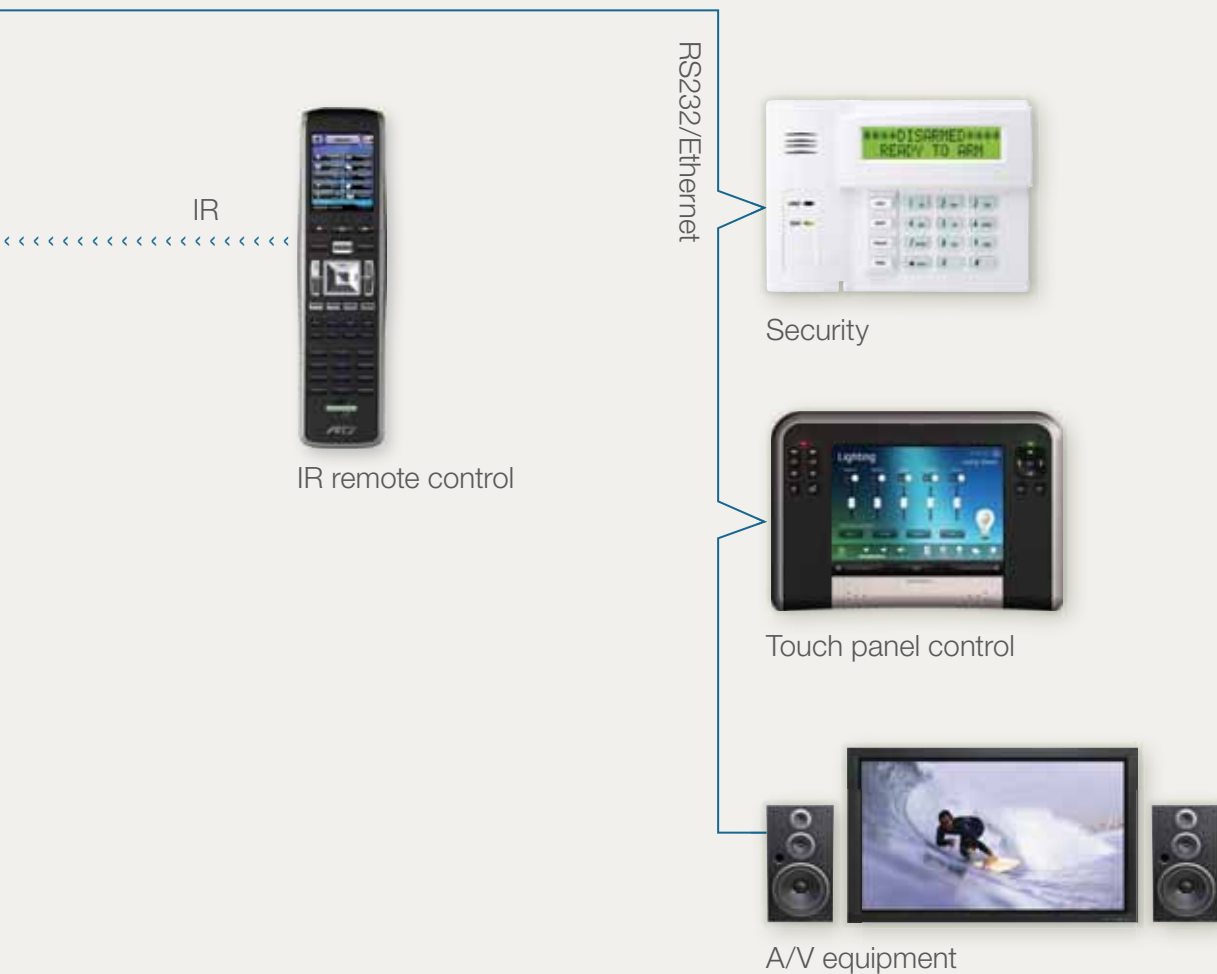 RS232/Ethernet
IR
IR remote control
****DISARMED****
READY TO ARM
Security
Lighting
Touch panel control
A/V equipment